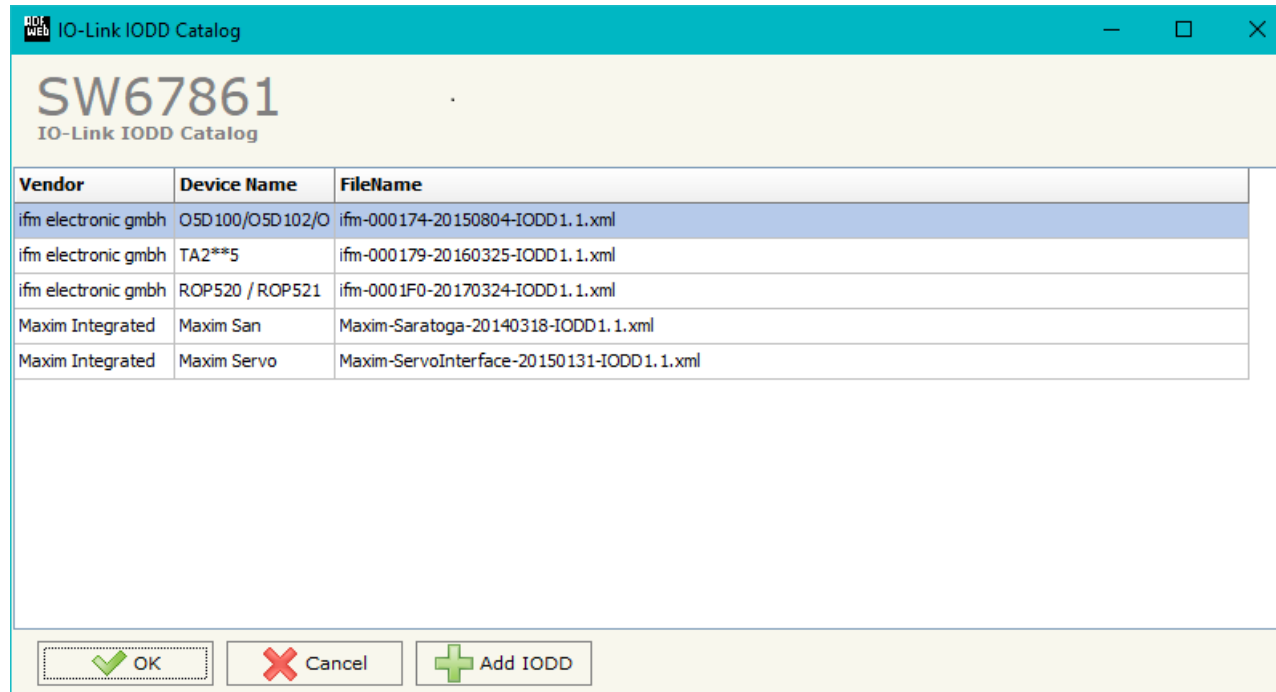 ADF WEB IO-Link IODD Catalog
SW67861
IO-Link IODD Catalog
Vendor Device Name FileName
ifm electronic gmbh O5D100/O5D102/O ifm-000174-20150804-IODD1.1.xml
ifm electronic gmbh TA2**5 ifm-000179-20160325-IODD1.1.xml
ifm electronic gmbh ROP520 / ROP521 ifm-0001F0-20170324-IODD1.1.xml
Maxim Integrated Maxim San Maxim-Saratoga-20140318-IODD1.1.xml
Maxim Integrated Maxim Servo Maxim-ServoInterface-20150131-IODD1.1.xml
OK Cancel Add IODD